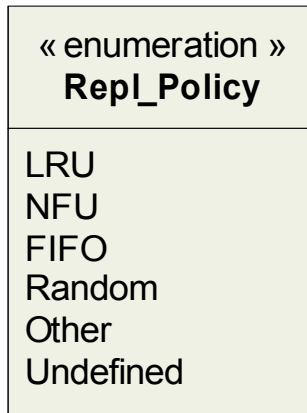 « enumeration »
Repl_Policy
LRU
NFU
FIFO
Random
Other
Undefined